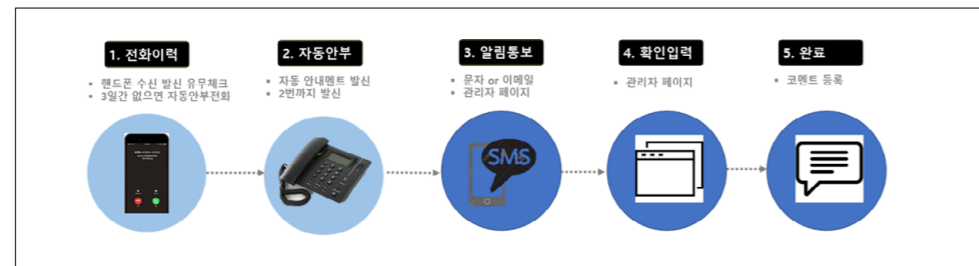 1. 전화이력
핸드폰 수신 발신 유무체크
3일간 없으면 자동안부전화
2. 자동안부
자동 안내멘트 발신
2번까지 발신
3. 알림통보
문자 or 이메일
관리자 페이지
4. 확인입력
관리자 페이지
5. 완료
코멘트 등록
SMS